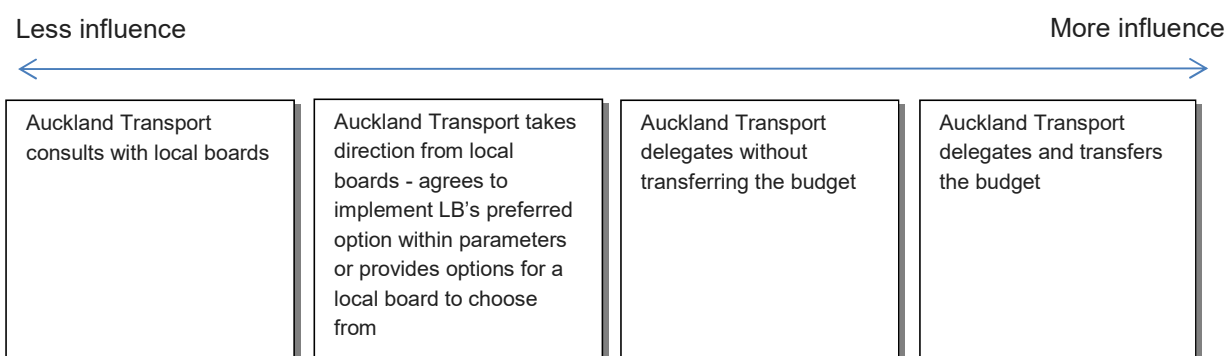 Less influence
More influence
Auckland Transport
consults with local boards
Auckland Transport takes
direction from local
boards - agrees to
implement LB’s preferred
option within parameters
or provides options for a
local board to choose
from
Auckland Transport
delegates without
transferring the budget
Auckland Transport
delegates and transfers
the budget